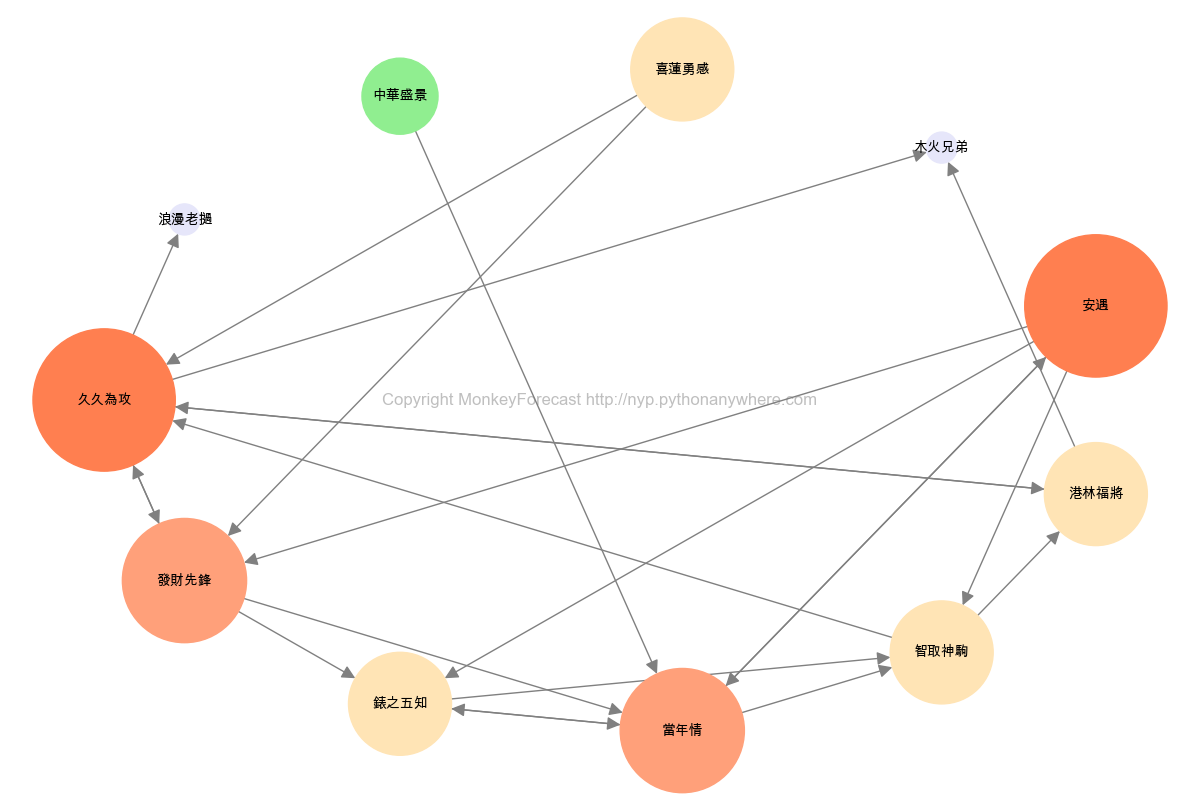 喜蓮勇感
中華盛景
木火兄弟
浪漫老撾
安遇
久久為攻
Copyright MonkeyForecast http://nyp.pythonanywhere.com
港林福將
發財先鋒
智取神駒
錶之五知
當年情